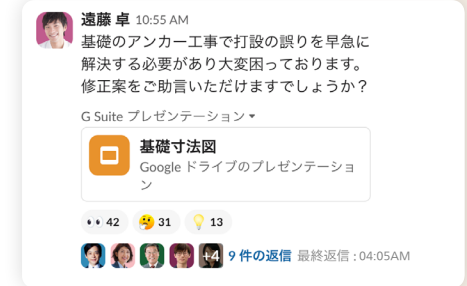 遠藤 卓 10:55 AM
基礎のアンカー工事で打設の誤りを早急に
解決する必要があり大変困っております。
修正案をご助言いただけますでしょうか？
G Suite プレゼンテーション
基礎寸法図
Google ドライブのプレゼンテーショ
ン
42 31 13
+4 9 件の返信 最終返信 : 04:05AM